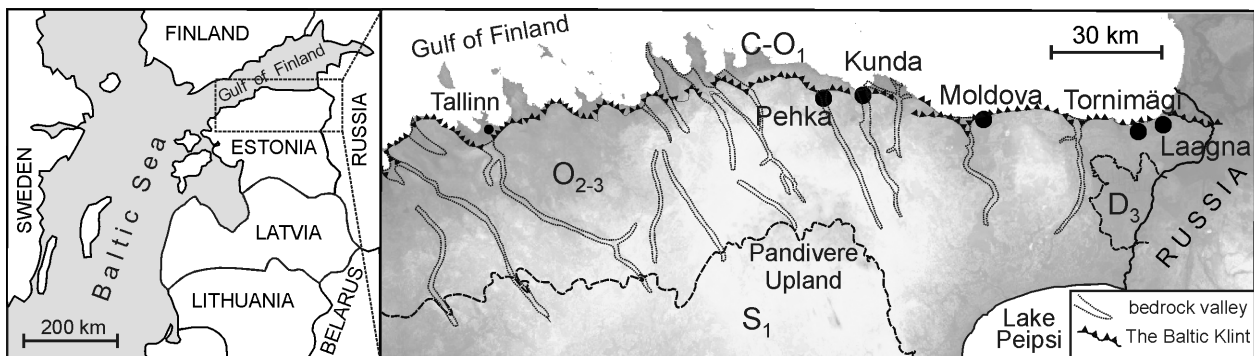 FINLAND
Gulf of Finland
SWEDEN
Baltic Sea
ESTONIA
RUSSIA
LATVIA
LITHUANIA
BELARUS
200 km
Gulf of Finland
C-O1
30 km
Kunda
Tallinn
Pehka
Moldova
Tornimägi
Laagna
O2-3
D3
RUSSIA
Pandivere
Upland
S1
Lake
Peipsi
bedrock valley
The Baltic Klint